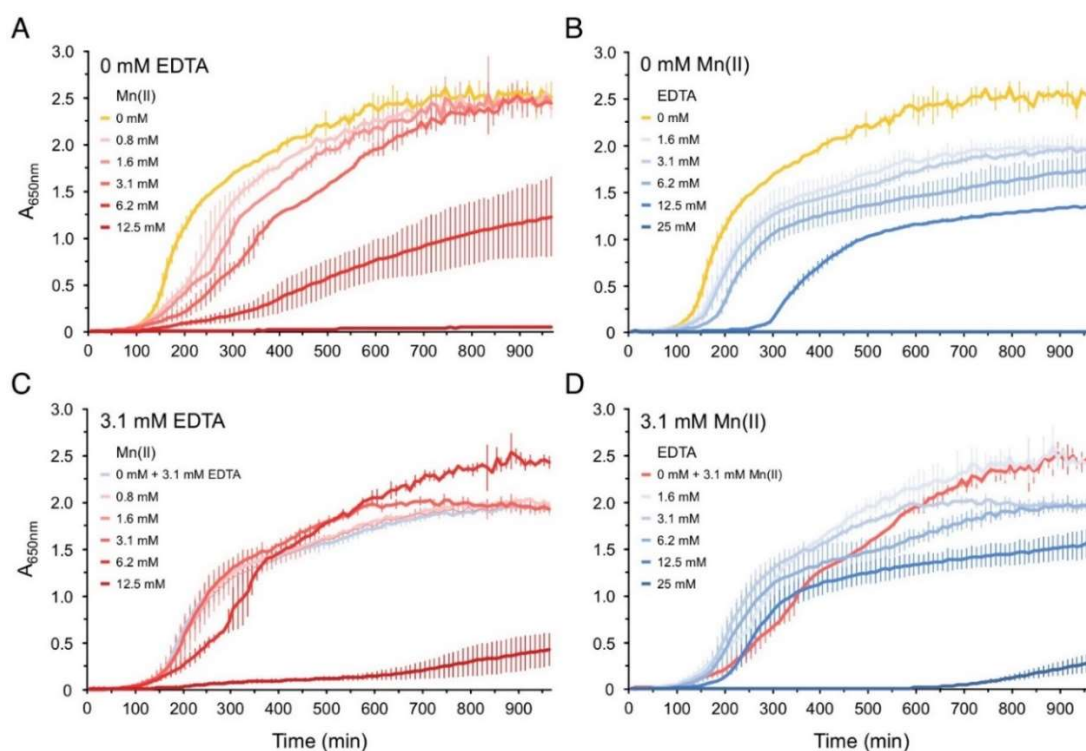 A
0 mM EDTA
Mn(II)
0 mM
0.8 mM
1.6 mM
3.1 mM
6.2 mM
12.5 mM
A650nm
3.0
2.5
2.0
1.5
1.0
0.5
0
0 100 200 300 400 500 600 700 800 900
B
0 mM Mn(II)
EDTA
0 mM
1.6 mM
3.1 mM
6.2 mM
12.5 mM
25 mM
3.0
2.5
2.0
1.5
1.0
0.5
0
0 100 200 300 400 500 600 700 800 900
C
3.1 mM EDTA
Mn(II)
0 mM + 3.1 mM EDTA
0.8 mM
1.6 mM
3.1 mM
6.2 mM
12.5 mM
A650nm
3.0
2.5
2.0
1.5
1.0
0.5
0
0 100 200 300 400 500 600 700 800 900
Time (min)
D
3.1 mM Mn(II)
EDTA
0 mM + 3.1 mM Mn(II)
1.6 mM
3.1 mM
6.2 mM
12.5 mM
25 mM
3.0
2.5
2.0
1.5
1.0
0.5
0
0 100 200 300 400 500 600 700 800 900
Time (min)